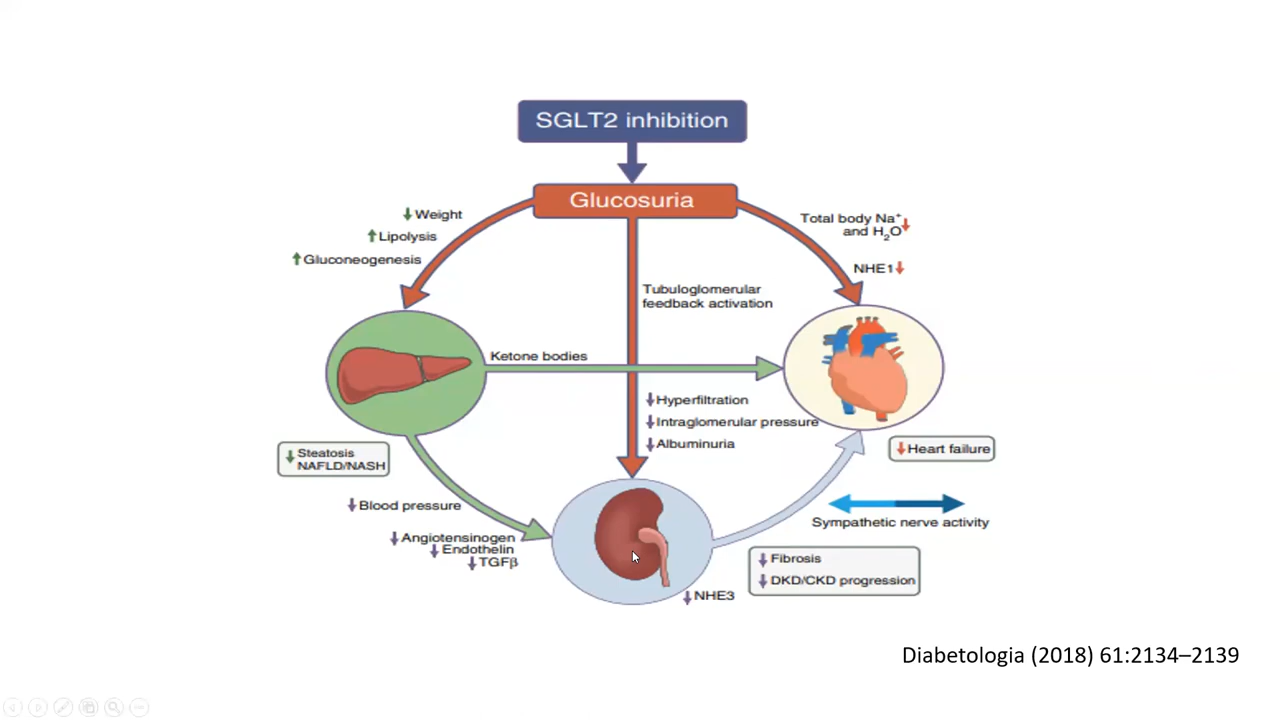 SGLT2 inhibition
Glucosuria
↓Weight
↑Lipolysis
↑Gluconeogenesis
Total body Na⁺↓
and H₂O
NHE1↓
Tubuloglomerular
feedback activation
Ketone bodies
↓Hyperfiltration
↓Intraglomerular pressure
↓Albuminuria
↓Steatosis
NAFLD/NASH
↓Heart failure
↓Blood pressure
↓Angiotensinogen
↓Endothelin
↓TGFβ
Sympathetic nerve activity
↓Fibrosis
↓DKD/CKD progression
↓NHE3
Diabetologia (2018) 61:2134–2139